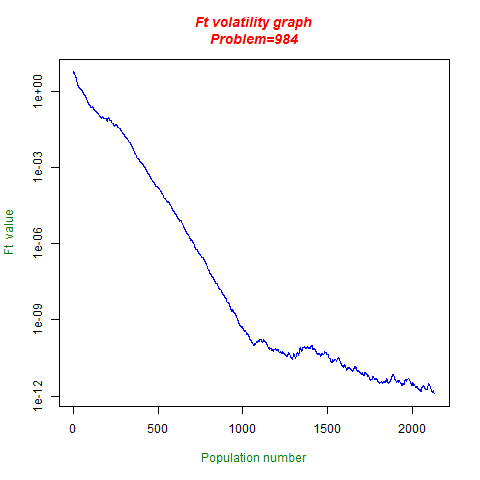 Ft volatility graph
Problem=984
1e+00
1e-03
1e-06
1e-09
1e-12
Ft value
0
500
1000
1500
2000
Population number